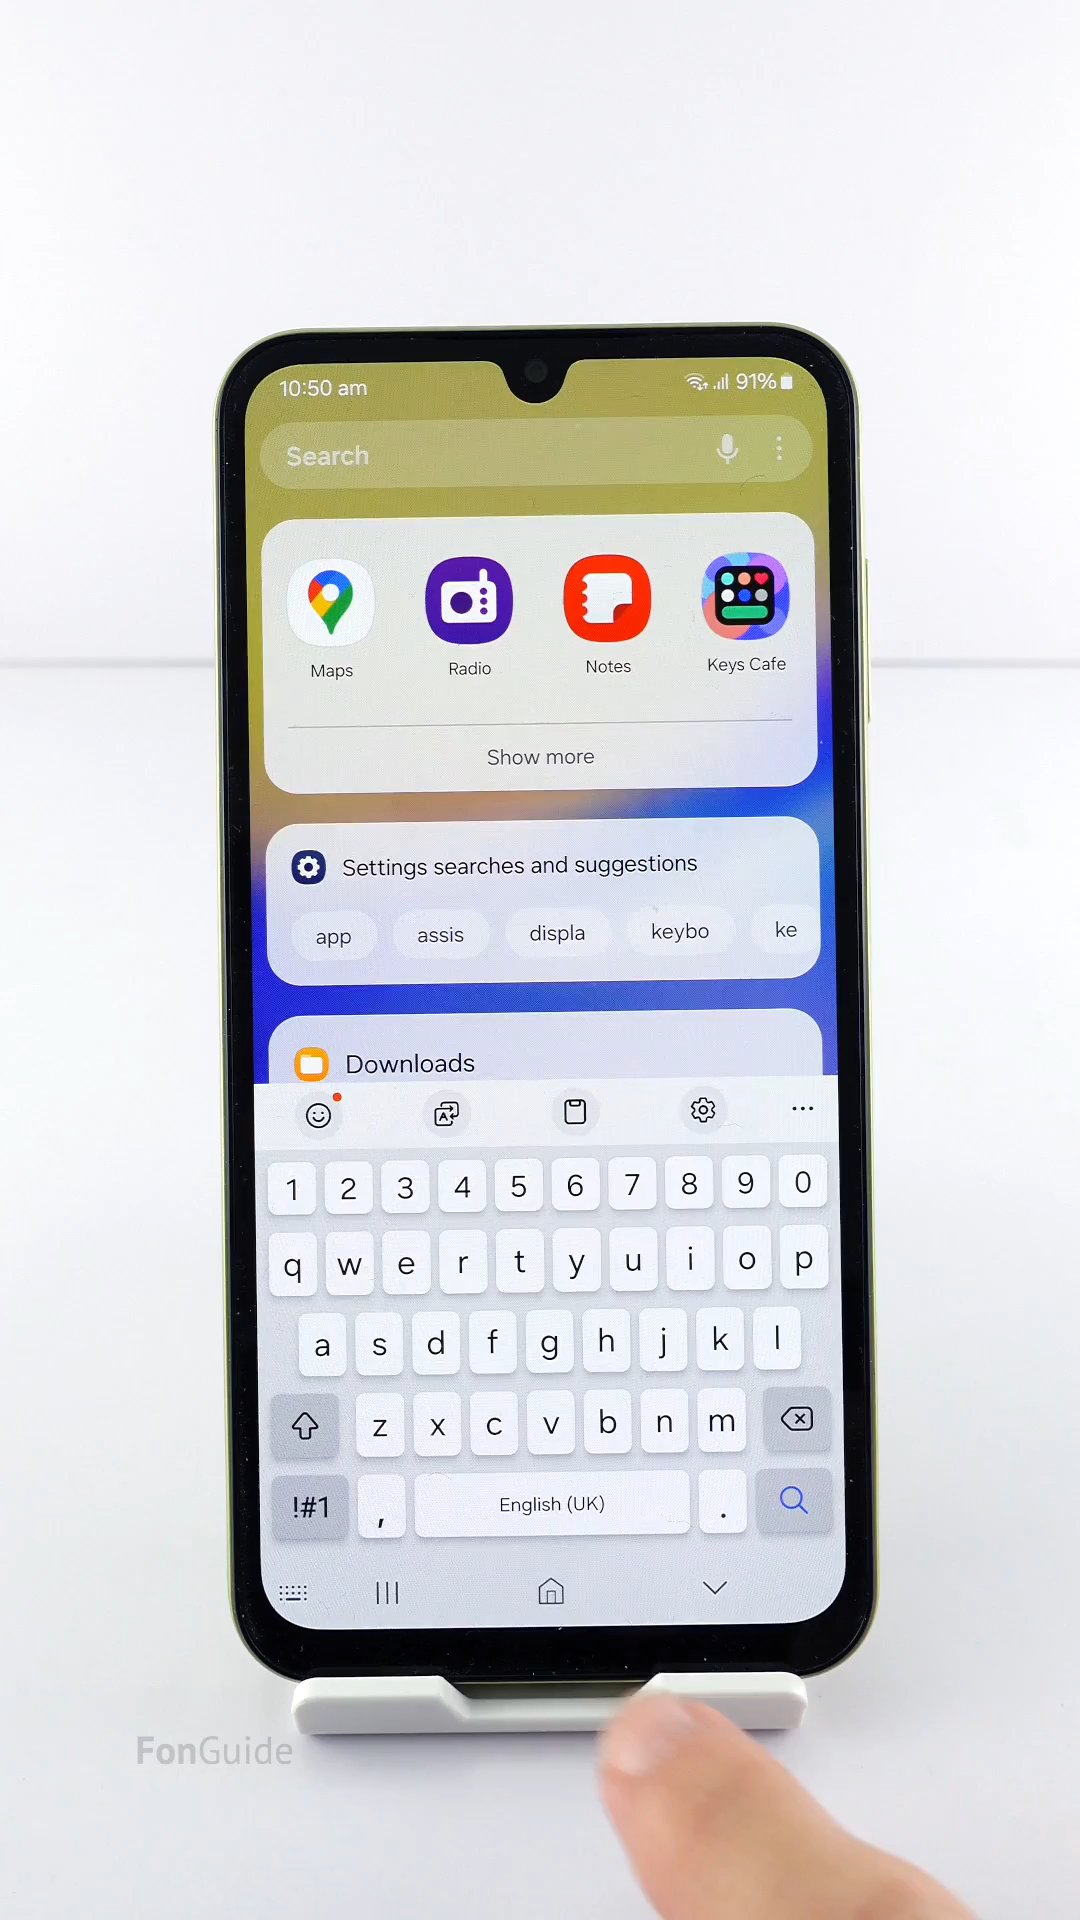 10:50 am 91%
Search
Maps Radio Notes Keys Cafe
Show more
Settings searches and suggestions
app assis displa keybo ke
Downloads
1 2 3 4 5 6 7 8 9 0
q w e r t y u i o p
a s d f g h j k l
z x c v b n m
!#1 , English (UK) .
FonGuide